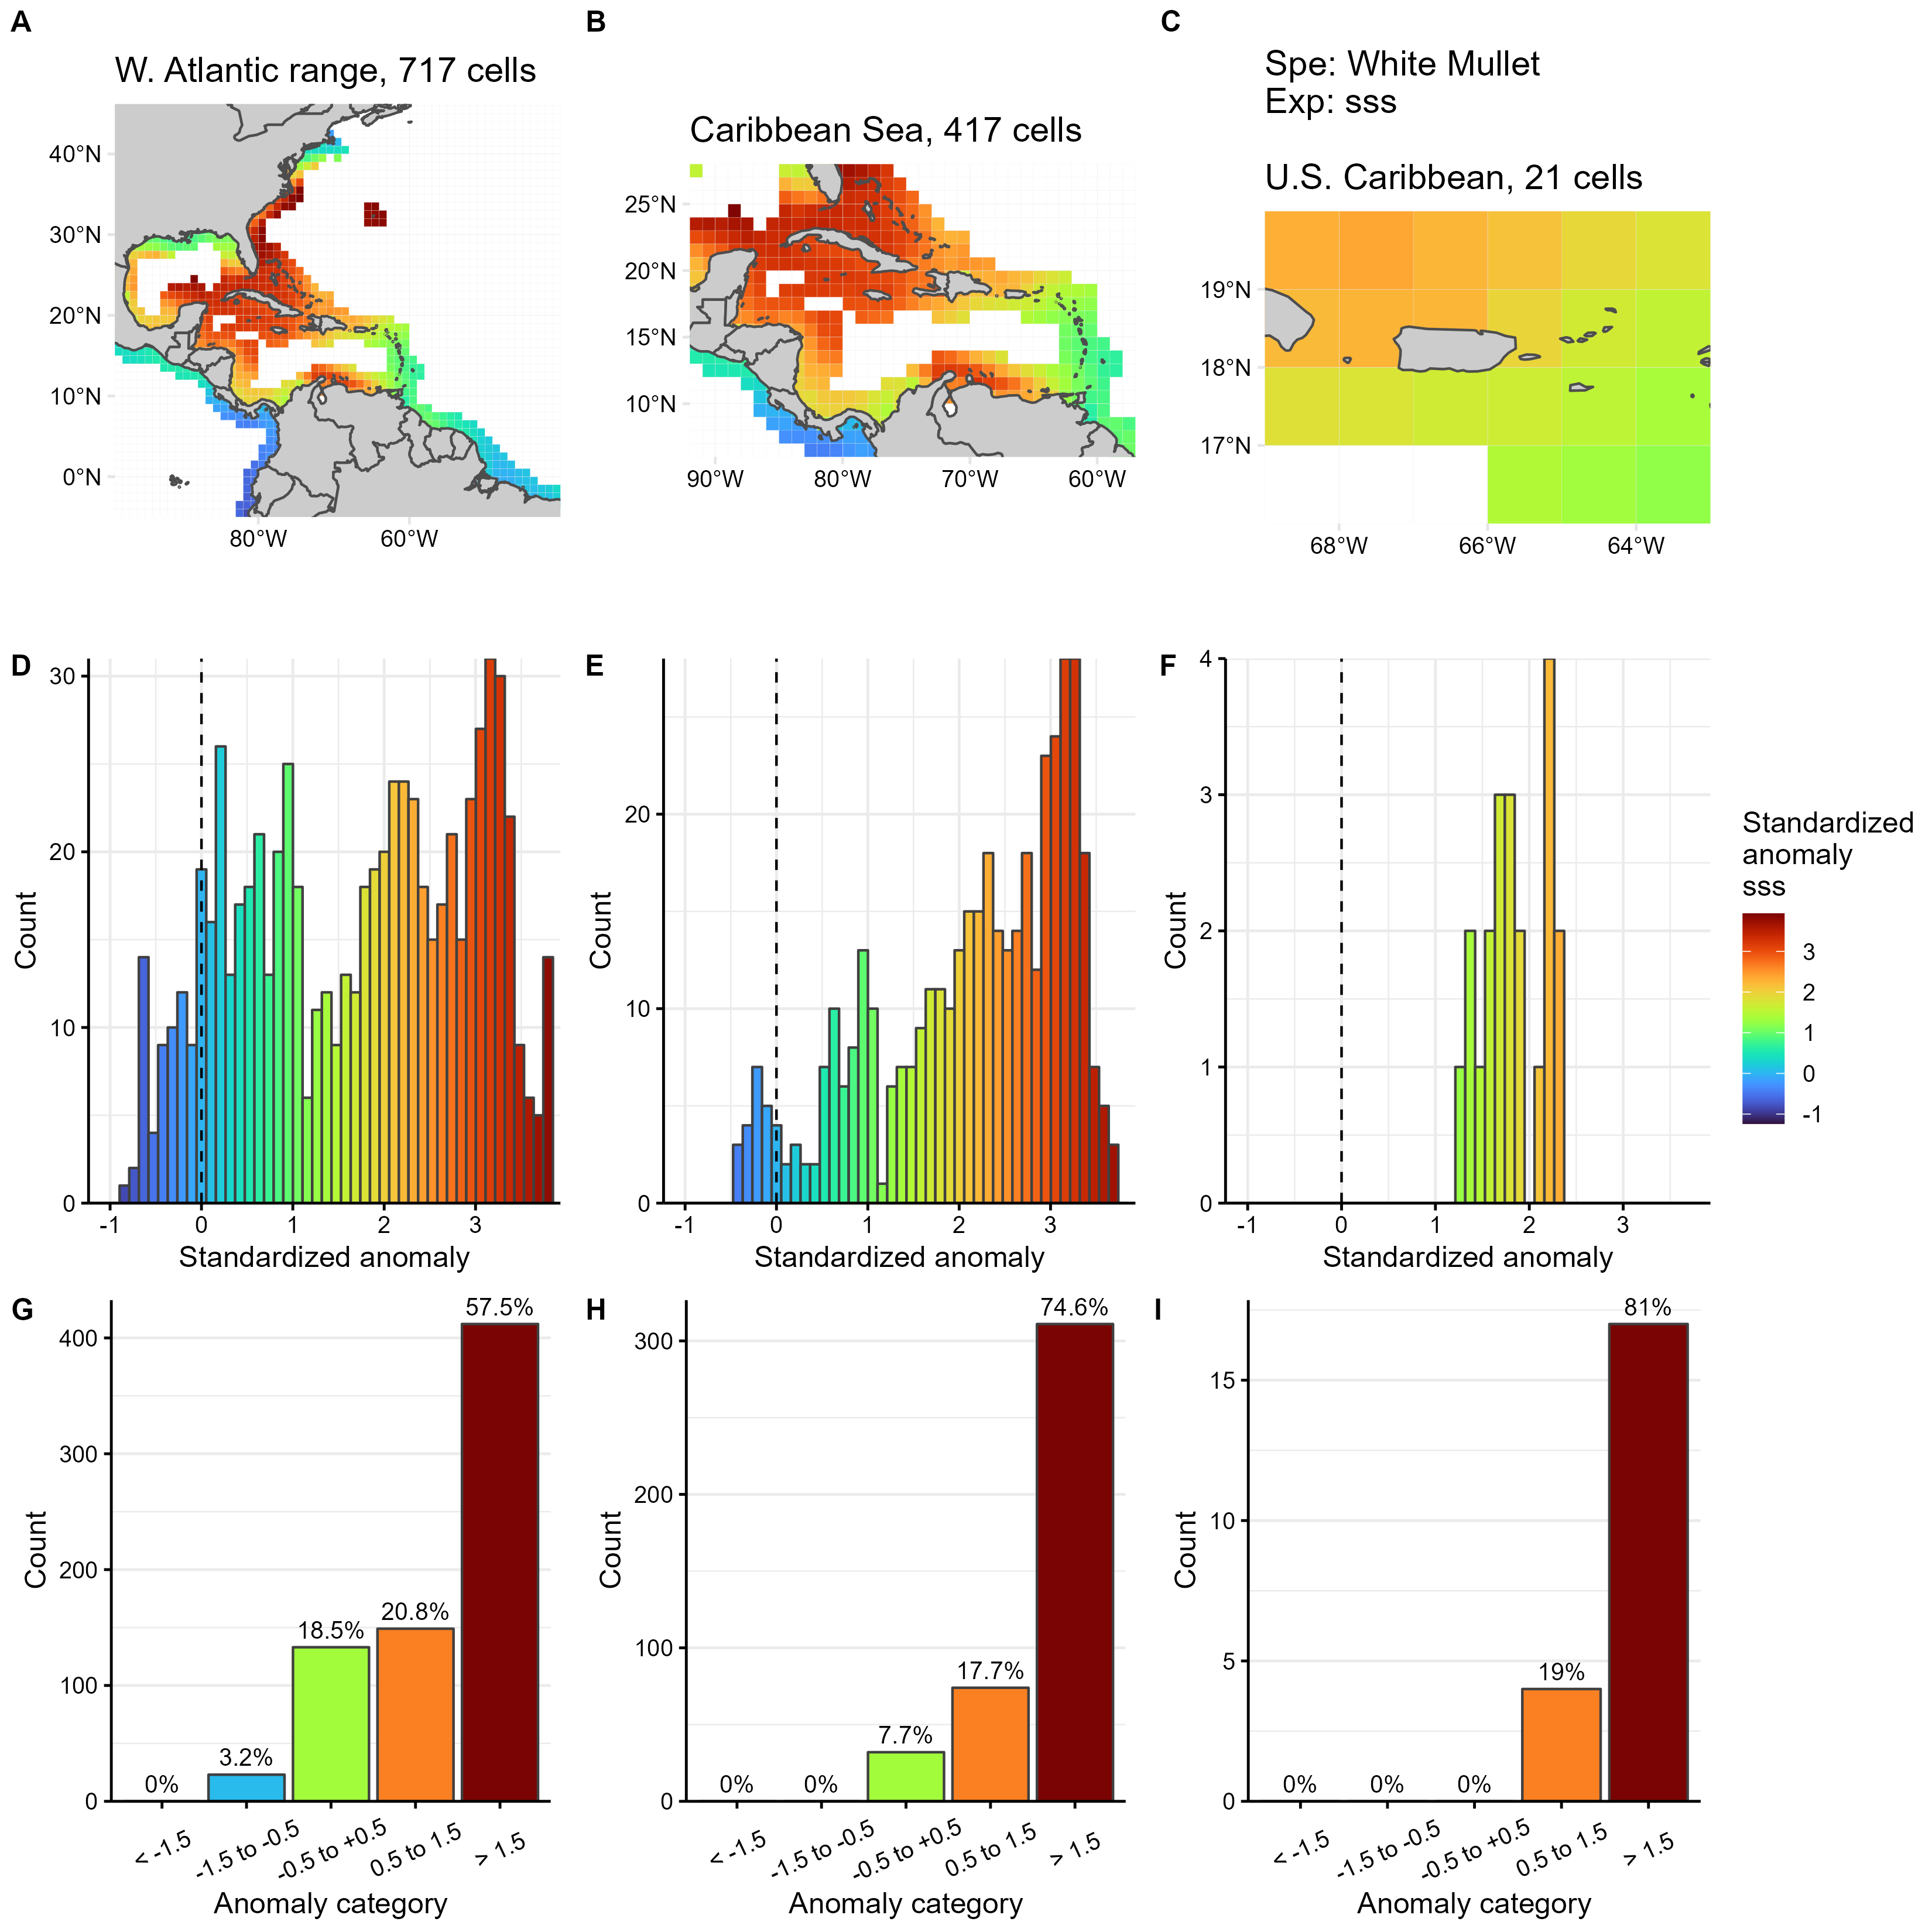 A
B
C
W. Atlantic range, 717 cells
Caribbean Sea, 417 cells
Spe: White Mullet
Exp: sss
U.S. Caribbean, 21 cells
40°N
30°N
20°N
10°N
0°N
80°W
60°W
25°N
20°N
15°N
10°N
90°W
80°W
70°W
60°W
19°N
18°N
17°N
68°W
66°W
64°W
D
30
20
10
0
Count
-1
0
1
2
3
Standardized anomaly
E
20
10
0
Count
-1
0
1
2
3
Standardized anomaly
F
4
3
2
1
0
Count
-1
0
1
2
3
Standardized anomaly
Standardized
anomaly
sss
3
2
1
0
-1
G
400
300
200
100
0
Count
0%
3.2%
18.5%
20.8%
57.5%
< -1.5
-1.5 to -0.5
-0.5 to +0.5
0.5 to 1.5
> 1.5
Anomaly category
H
300
200
100
0
Count
0%
0%
7.7%
17.7%
74.6%
< -1.5
-1.5 to -0.5
-0.5 to +0.5
0.5 to 1.5
> 1.5
Anomaly category
I
15
10
5
0
Count
0%
0%
0%
19%
81%
< -1.5
-1.5 to -0.5
-0.5 to +0.5
0.5 to 1.5
> 1.5
Anomaly category